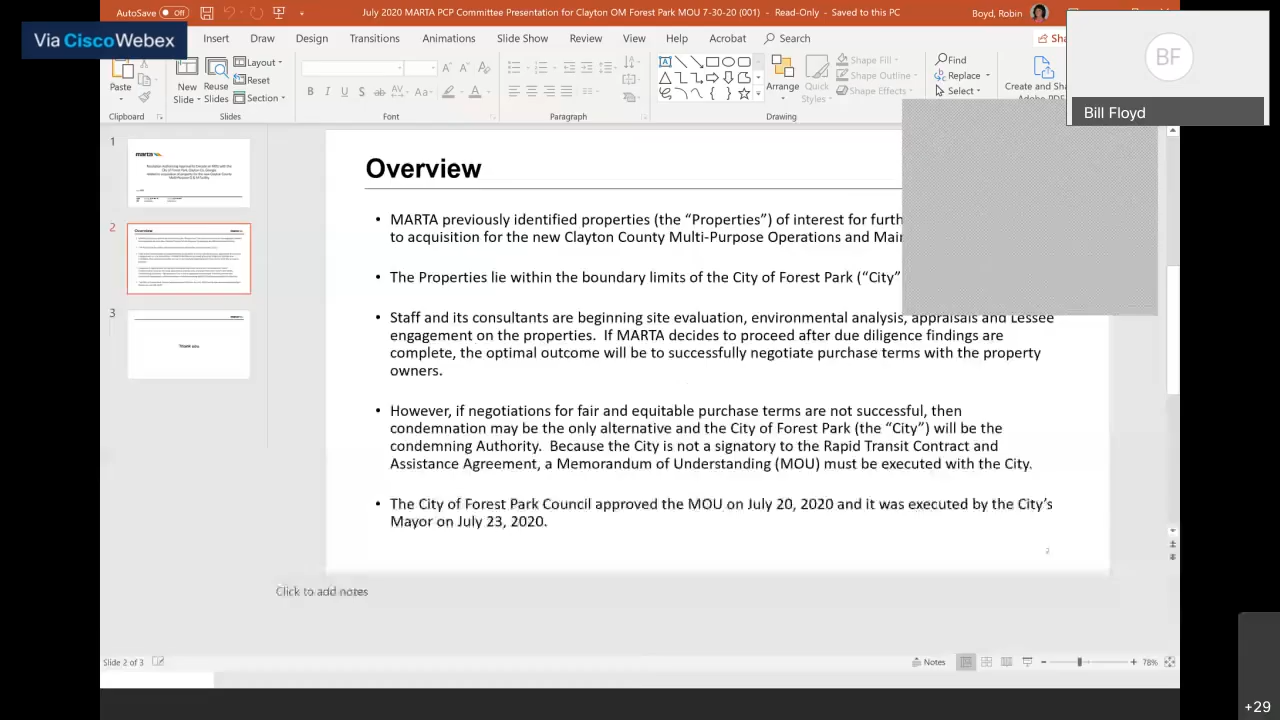 July 2020 MARTA PCP Committee Presentation for Clayton OM Forest Park MOU 7-30-20 (001) - Read-Only - Saved to this PC
AutoSave Off
Boyd, Robin
Via CiscoWebex
Insert Draw Design Transitions Animations Slide Show Review View Help Acrobat Search
Paste
New Slide
Reuse Slides
Layout
Reset
Section
Arrange
Quick Styles
Shape Fill
Shape Outline
Shape Effects
Find
Replace
Select
Create and
Clipboard Slides Font Paragraph Drawing
BF
Bill Floyd
1
marta
2
3
Overview
• MARTA previously identified properties (the “Properties”) of interest for
to acquisition for the new Clayton County Multi-Purpose Operations and
• The Properties lie within the boundary limits of the City of Forest Park (“City”
• Staff and its consultants are beginning site evaluation, environmental analysis, appraisals and Lessee
engagement on the properties. If MARTA decides to proceed after due diligence findings are
complete, the optimal outcome will be to successfully negotiate purchase terms with the property
owners.
• However, if negotiations for fair and equitable purchase terms are not successful, then
condemnation may be the only alternative and the City of Forest Park (the “City”) will be the
condemning Authority. Because the City is not a signatory to the Rapid Transit Contract and
Assistance Agreement, a Memorandum of Understanding (MOU) must be executed with the City.
• The City of Forest Park Council approved the MOU on July 20, 2020 and it was executed by the City’s
Mayor on July 23, 2020.
2
Click to add notes
Slide 2 of 3
Notes
78%
+29